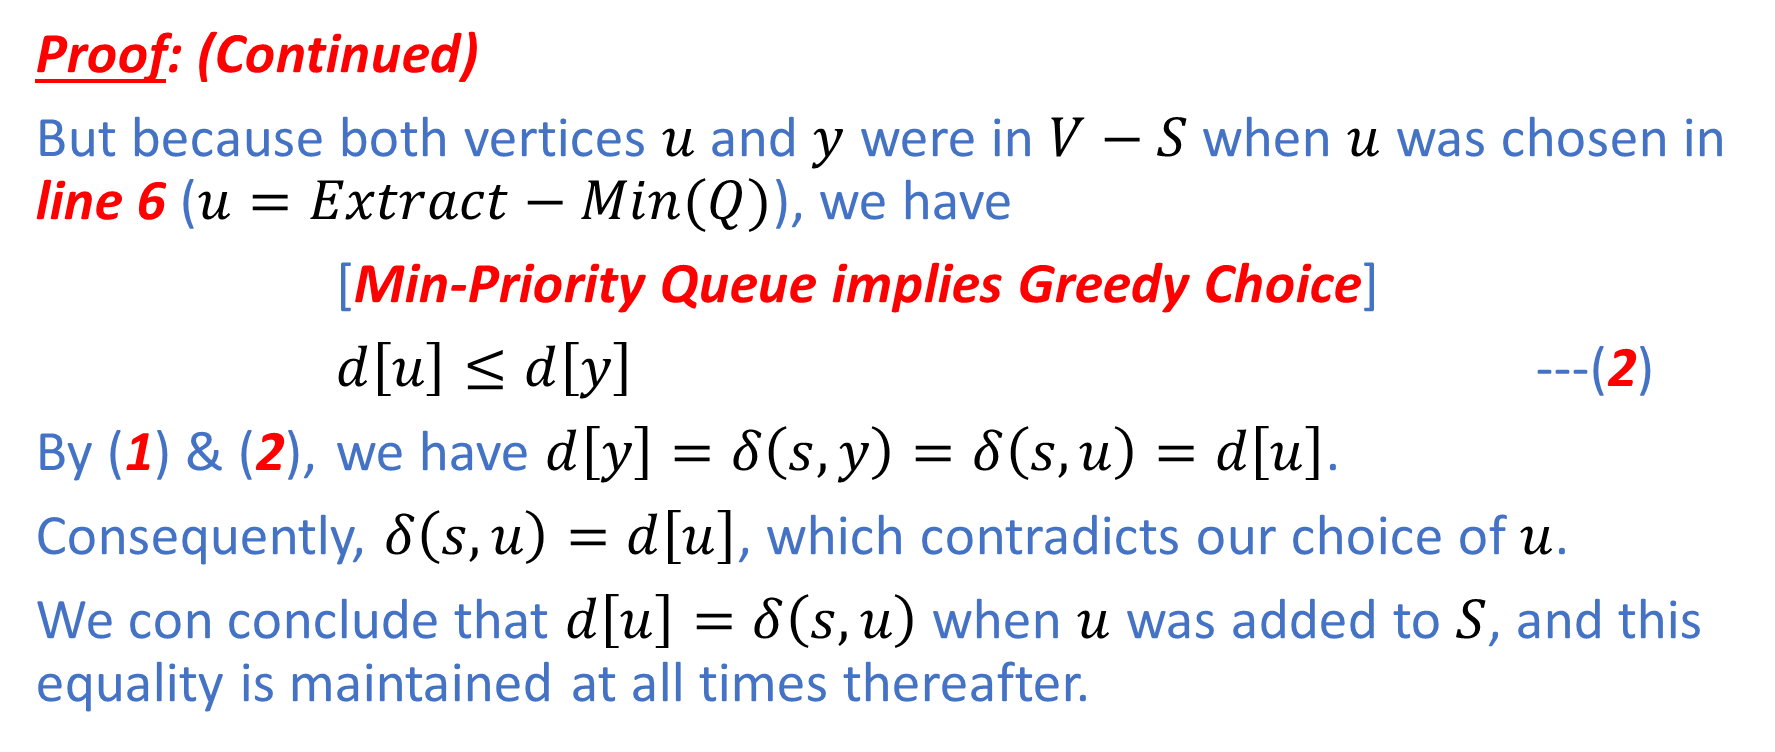 Proof: (Continued)
But because both vertices u and y were in V − S when u was chosen in
line 6 (u = Extract − Min(Q)), we have
[Min-Priority Queue implies Greedy Choice]
d[u] ≤ d[y] ---(2)
By (1) & (2), we have d[y] = δ(s, y) = δ(s, u) = d[u].
Consequently, δ(s, u) = d[u], which contradicts our choice of u.
We con conclude that d[u] = δ(s, u) when u was added to S, and this
equality is maintained at all times thereafter.